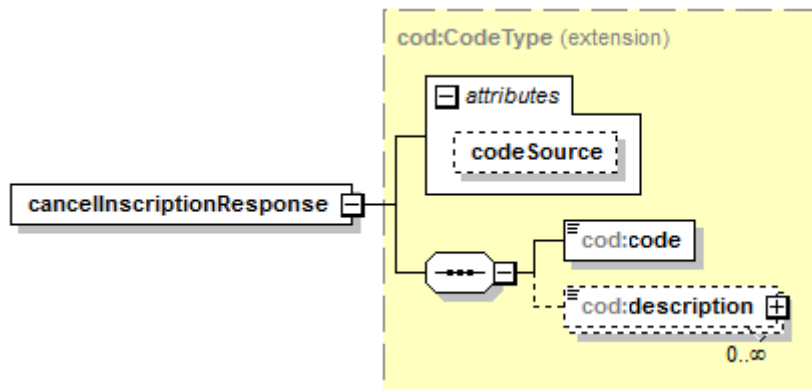 cod:CodeType (extension)
attributes
codeSource
cancelInscriptionResponse
cod:code
cod:description
0..∞